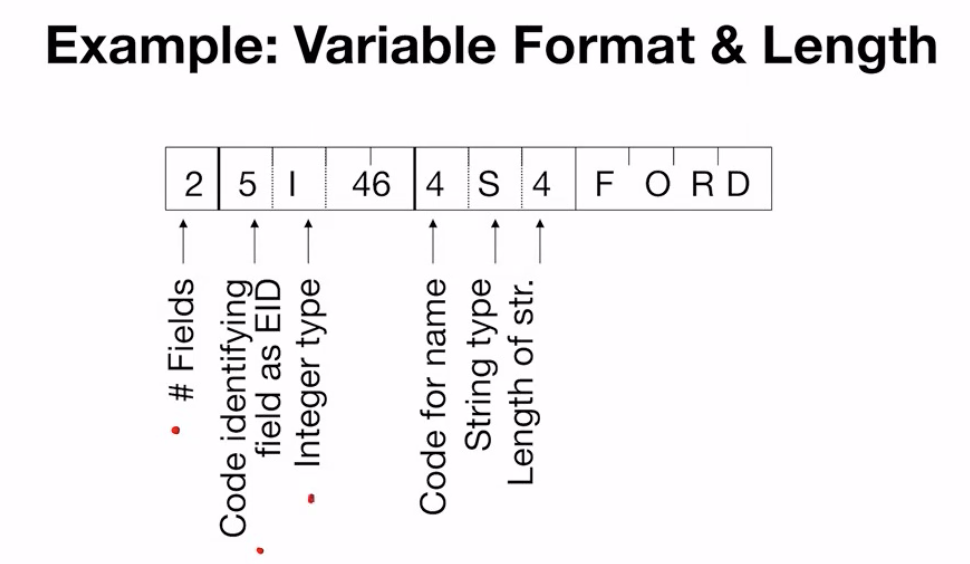 Example: Variable Format & Length
2 5 I 46 4 S 4 F O R D
# Fields
Code identifying
field as EID
Integer type
Code for name
String type
Length of str.